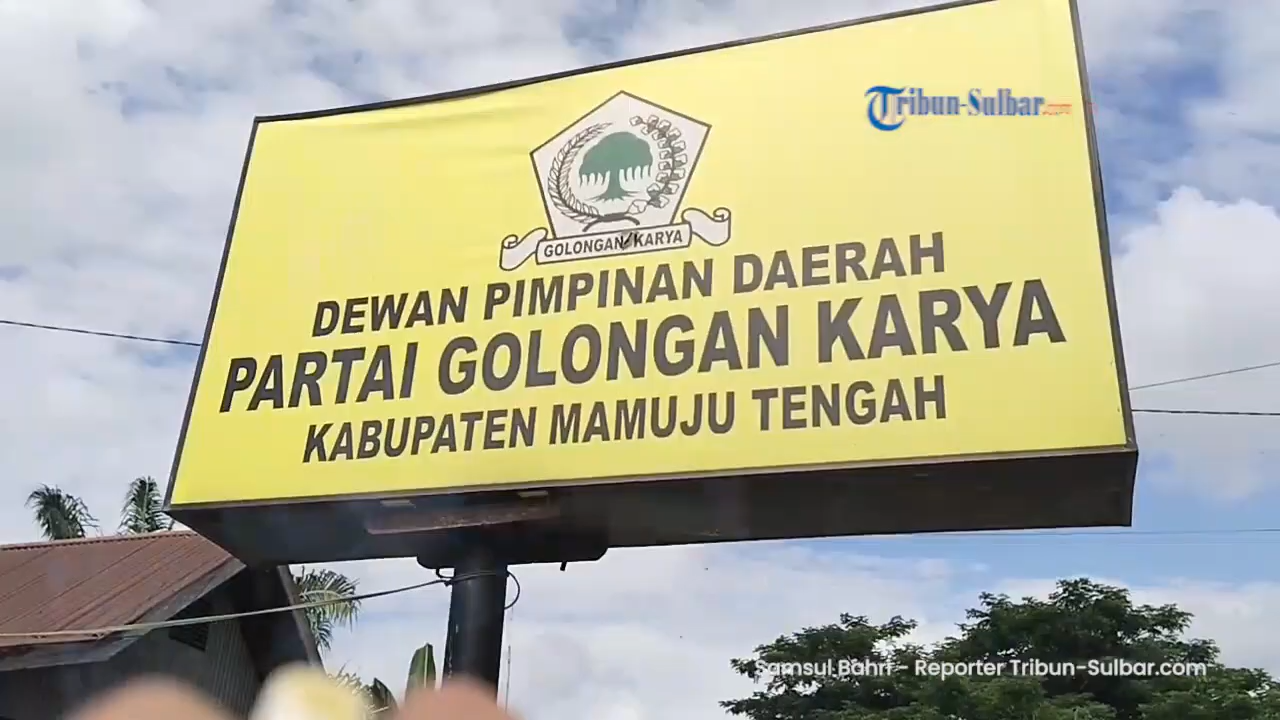 Tribun-Sulbar.com
GOLONGAN KARYA
DEWAN PIMPINAN DAERAH
PARTAI GOLONGAN KARYA
KABUPATEN MAMUJU TENGAH
Samsul Bahri - Reporter Tribun-Sulbar.com